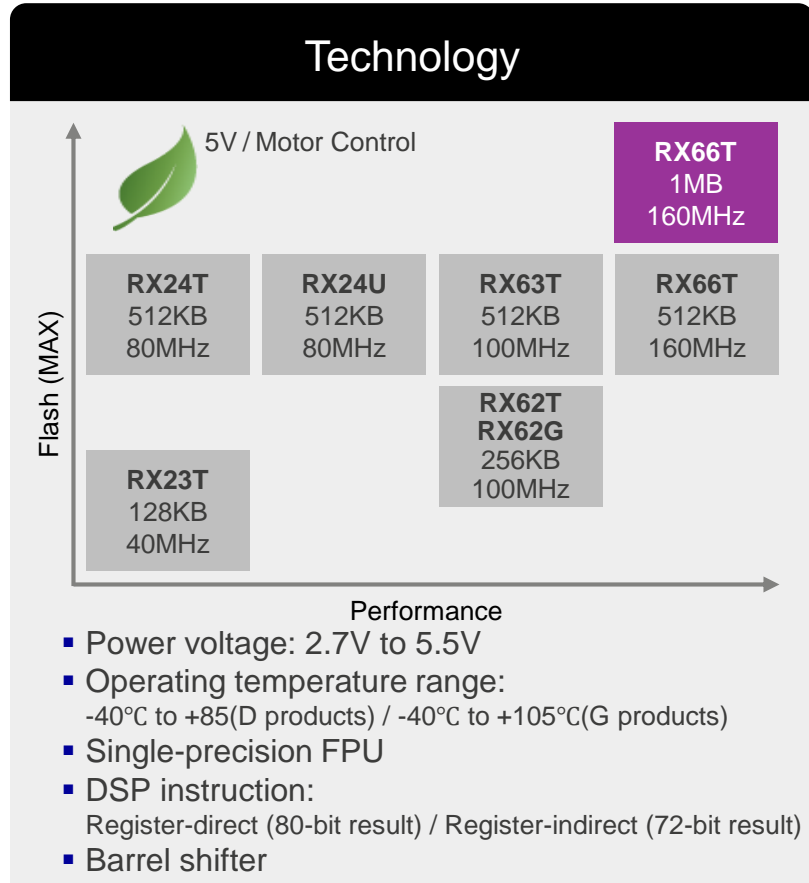 Technology
5V / Motor Control
RX66T
1MB
160MHz
RX24T
512KB
80MHz
RX24U
512KB
80MHz
RX63T
512KB
100MHz
RX66T
512KB
160MHz
RX62T
RX62G
256KB
100MHz
RX23T
128KB
40MHz
Flash (MAX)
Performance
▪ Power voltage: 2.7V to 5.5V
▪ Operating temperature range:
-40℃ to +85(D products) / -40℃ to +105℃(G products)
▪ Single-precision FPU
▪ DSP instruction:
Register-direct (80-bit result) / Register-indirect (72-bit result)
▪ Barrel shifter